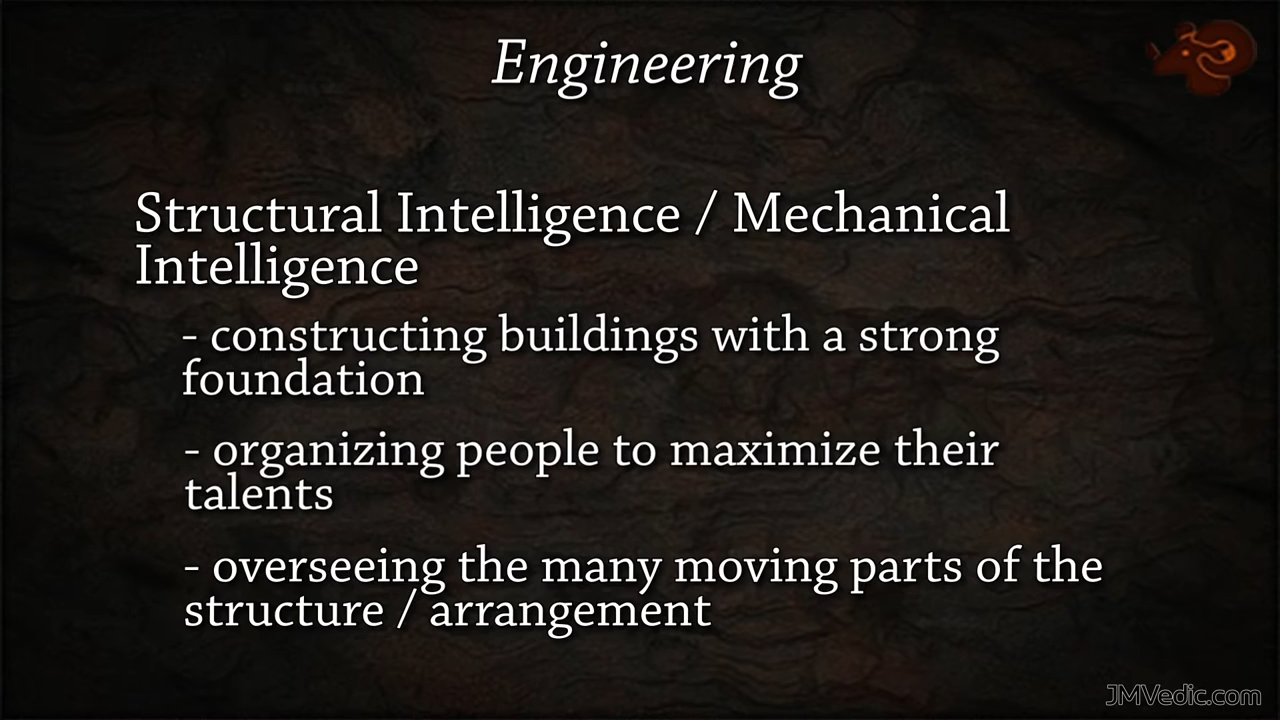 Engineering
Structural Intelligence / Mechanical
Intelligence
- constructing buildings with a strong
foundation
- organizing people to maximize their
talents
- overseeing the many moving parts of the
structure / arrangement
JMVedic.com